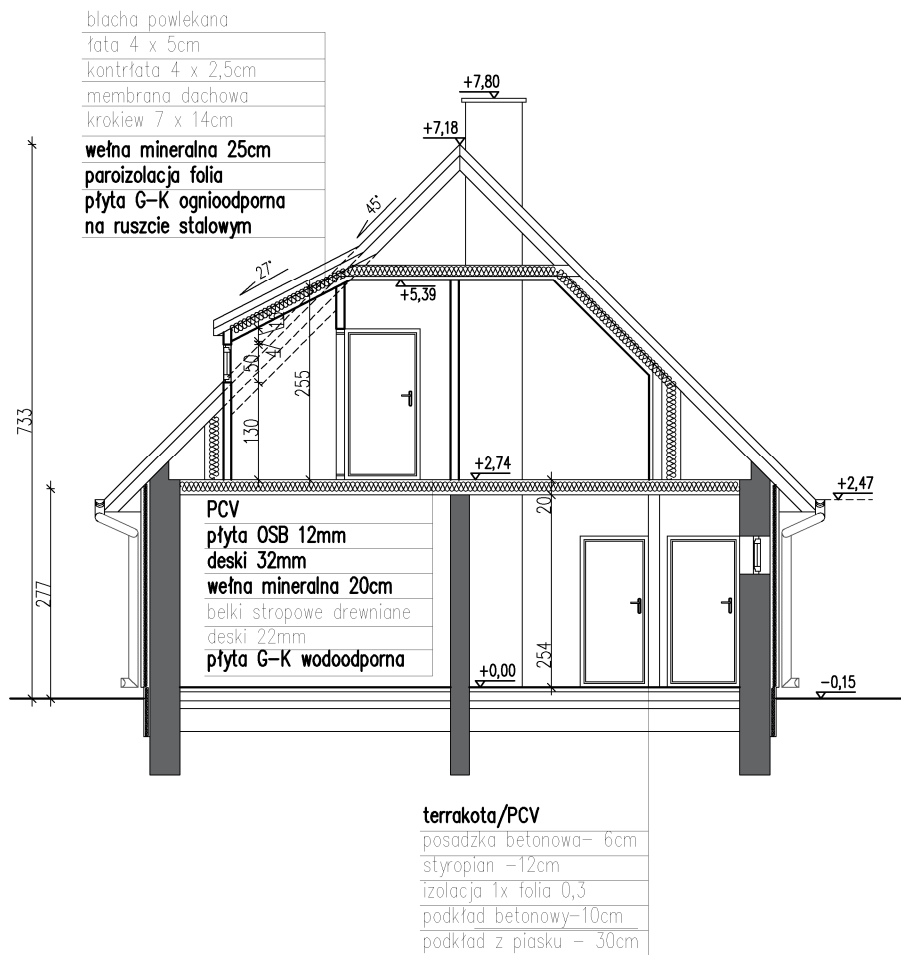 blacha powlekana
łata 4 x 5cm
kontrłata 4 x 2,5cm
membrana dachowa
krokiew 7 x 14cm
wełna mineralna 25cm
paroizolacja folia
płyta G-K ognioodporna
na ruszcie stalowym
+7,80
+7,18
45°
27°
+5,39
47
50
255
130
733
+2,74
+2,47
20
PCV
płyta OSB 12mm
deski 32mm
wełna mineralna 20cm
belki stropowe drewniane
deski 22mm
płyta G-K wodoodporna
277
254
+0,00
-0,15
terrakota/PCV
posadzka betonowa- 6cm
styropian -12cm
izolacja 1x folia 0,3
podkład betonowy-10cm
podkład z piasku - 30cm